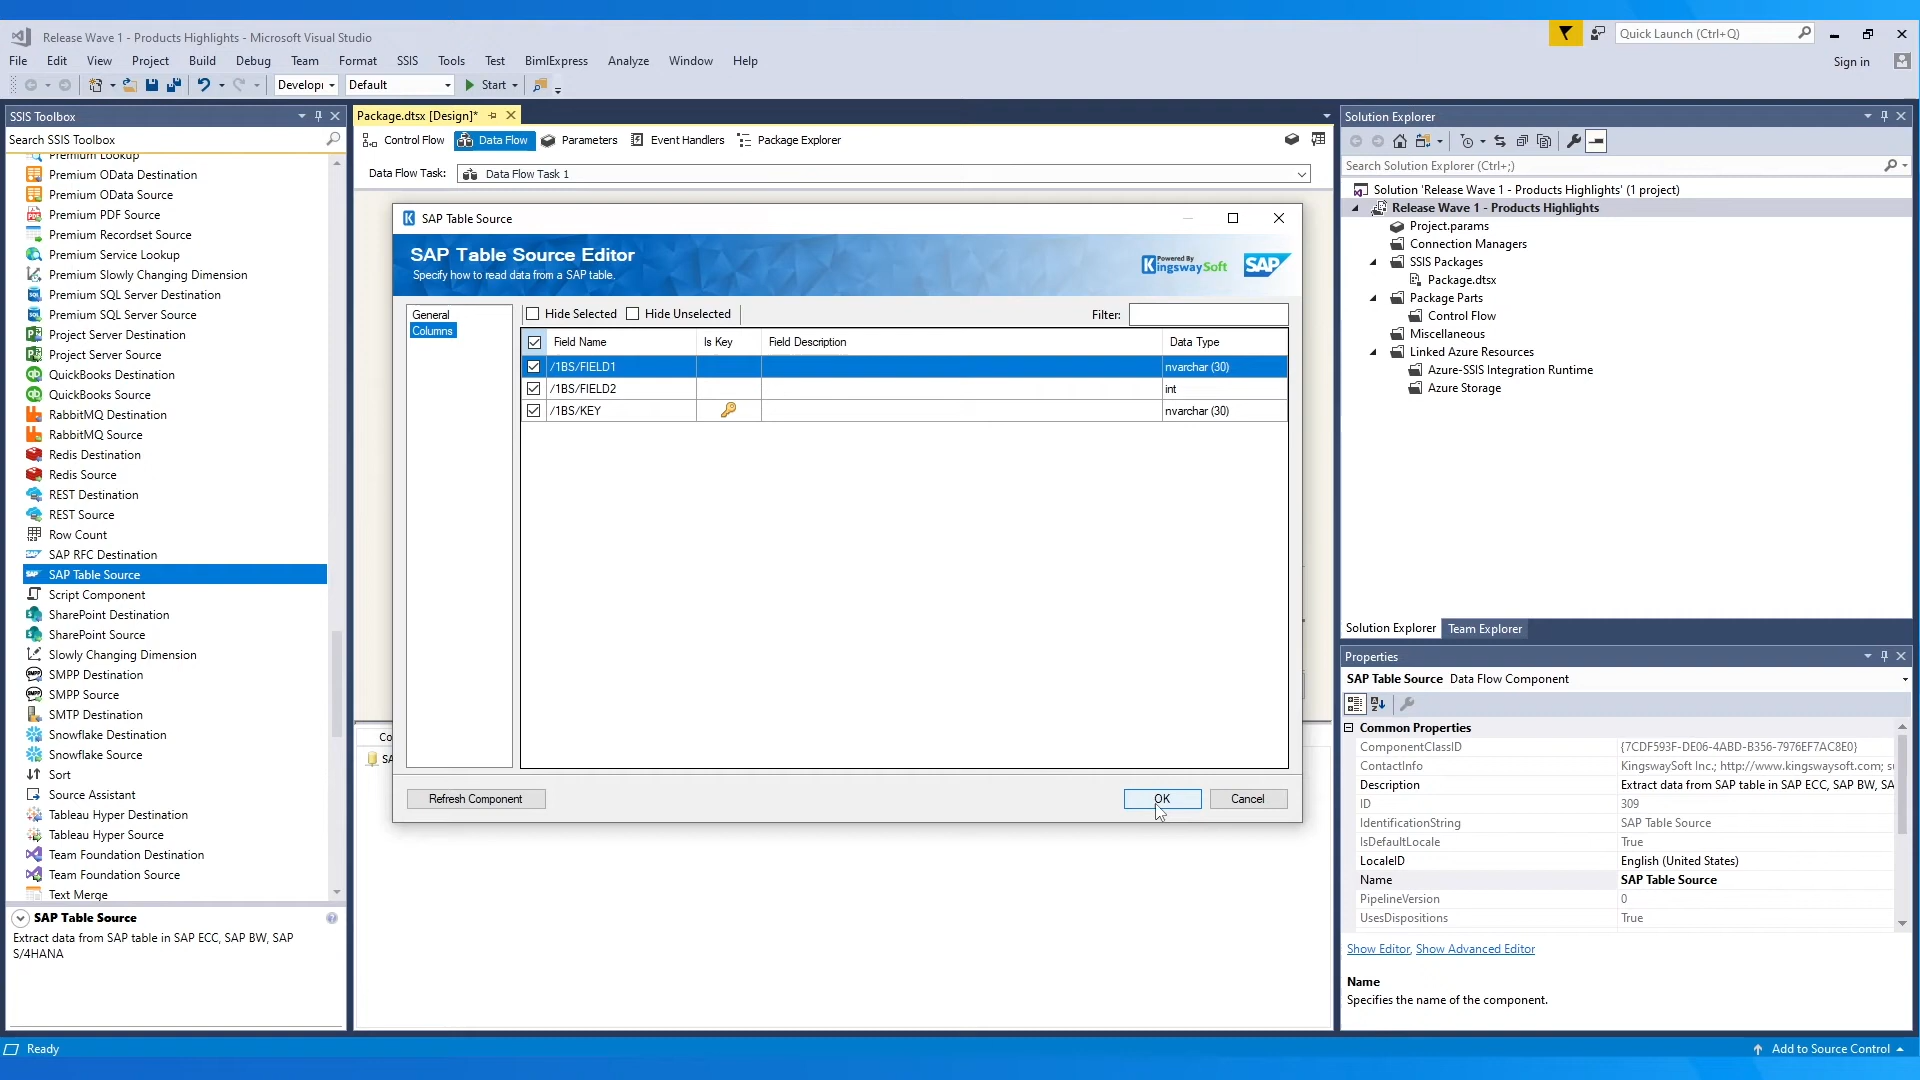 Release Wave 1 - Products Highlights - Microsoft Visual Studio
Quick Launch (Ctrl+Q)
File Edit View Project Build Debug Team Format SSIS Tools Test BimlExpress Analyze Window Help
Sign in
Develop Default Start
SSIS Toolbox
Search SSIS Toolbox
Premium Lookup
Premium OData Destination
Premium OData Source
Premium PDF Source
Premium Recordset Source
Premium Service Lookup
Premium Slowly Changing Dimension
Premium SQL Server Destination
Premium SQL Server Source
Project Server Destination
Project Server Source
QuickBooks Destination
QuickBooks Source
RabbitMQ Destination
RabbitMQ Source
Redis Destination
Redis Source
REST Destination
REST Source
Row Count
SAP RFC Destination
SAP Table Source
Script Component
SharePoint Destination
SharePoint Source
Slowly Changing Dimension
SMPP Destination
SMPP Source
SMTP Destination
Snowflake Destination
Snowflake Source
Sort
Source Assistant
Tableau Hyper Destination
Tableau Hyper Source
Team Foundation Destination
Team Foundation Source
Text Merge
SAP Table Source
Extract data from SAP table in SAP ECC, SAP BW, SAP
S/4HANA
Package.dtsx [Design]*
Control Flow Data Flow Parameters Event Handlers Package Explorer
Data Flow Task: Data Flow Task 1
SAP Table Source
SAP Table Source Editor
Specify how to read data from a SAP table.
Powered By
KingswaySoft
SAP
General
Columns
Hide Selected Hide Unselected Filter:
Field Name Is Key Field Description Data Type
/1BS/FIELD1 nvarchar (30)
/1BS/FIELD2 int
/1BS/KEY nvarchar (30)
Refresh Component OK Cancel
Co
SA
Solution Explorer
Search Solution Explorer (Ctrl+;)
Solution 'Release Wave 1 - Products Highlights' (1 project)
Release Wave 1 - Products Highlights
Project.params
Connection Managers
SSIS Packages
Package.dtsx
Package Parts
Control Flow
Miscellaneous
Linked Azure Resources
Azure-SSIS Integration Runtime
Azure Storage
Solution Explorer Team Explorer
Properties
SAP Table Source Data Flow Component
Common Properties
ComponentClassID {7CDF593F-DE06-4ABD-B356-7976EF7AC8E0}
ContactInfo KingswaySoft Inc.; http://www.kingswaysoft.com; su
Description Extract data from SAP table in SAP ECC, SAP BW, SA
ID 309
IdentificationString SAP Table Source
IsDefaultLocale True
LocaleID English (United States)
Name SAP Table Source
PipelineVersion 0
UsesDispositions True
Show Editor, Show Advanced Editor
Name
Specifies the name of the component.
Ready
Add to Source Control